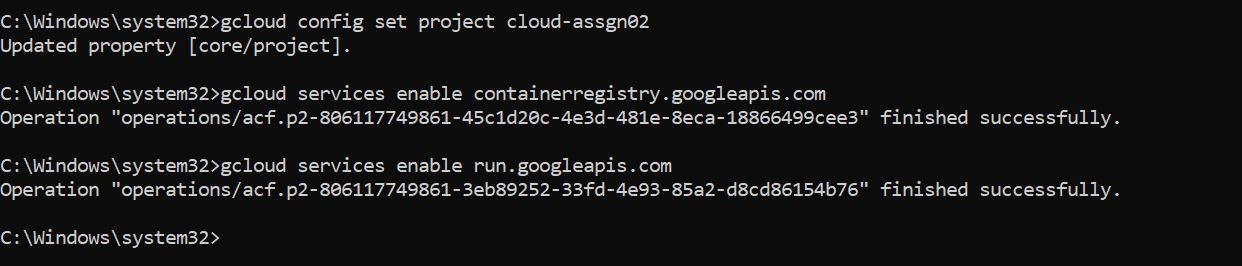 C:\Windows\system32>gcloud config set project cloud-assgn02
Updated property [core/project].
C:\Windows\system32>gcloud services enable containerregistry.googleapis.com
Operation "operations/acf.p2-806117749861-45c1d20c-4e3d-481e-8eca-18866499cee3" finished successfully.
C:\Windows\system32>gcloud services enable run.googleapis.com
Operation "operations/acf.p2-806117749861-3eb89252-33fd-4e93-85a2-d8cd86154b76" finished successfully.
C:\Windows\system32>